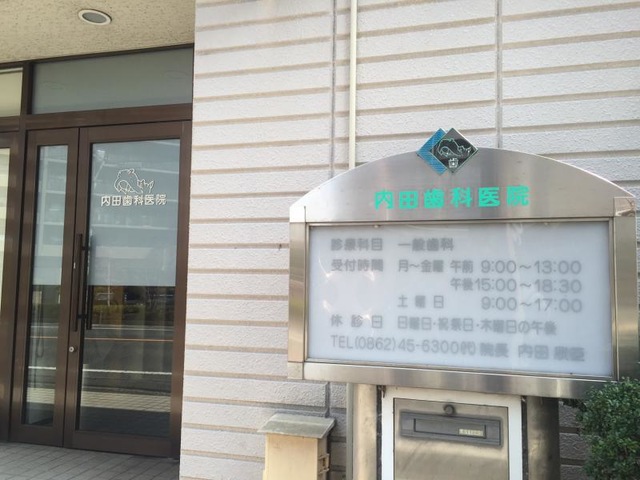 内田歯科医院
内田歯科医院
診療科目 一般歯科
受付時間 月～金曜 午前 9:00～13:00
午後 15:00～18:30
土曜日 9:00～17:00
休診日 日曜日・祝祭日・木曜日の午後
TEL(0862)45-6300㈹ 院長 内田